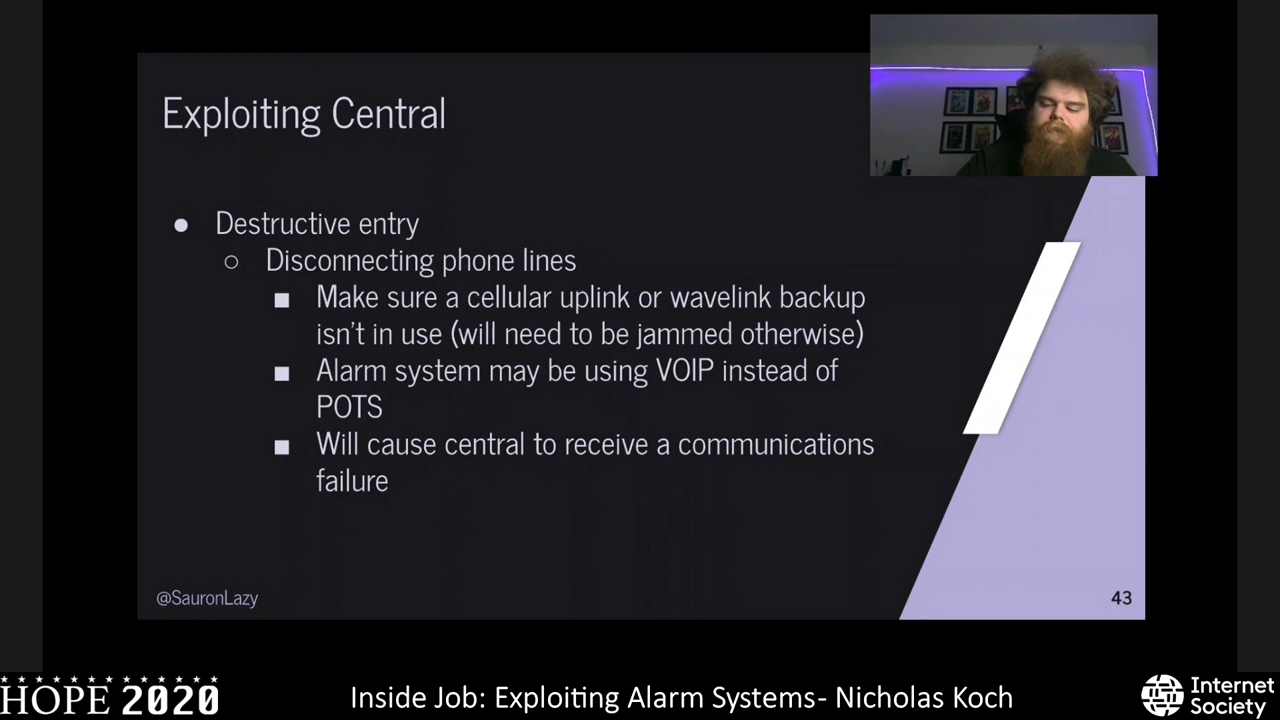 Exploiting Central
● Destructive entry
○ Disconnecting phone lines
■ Make sure a cellular uplink or wavelink backup
isn't in use (will need to be jammed otherwise)
■ Alarm system may be using VOIP instead of
POTS
■ Will cause central to receive a communications
failure
@SauronLazy
43
HOPE 2020
Inside Job: Exploiting Alarm Systems- Nicholas Koch
Internet
Society